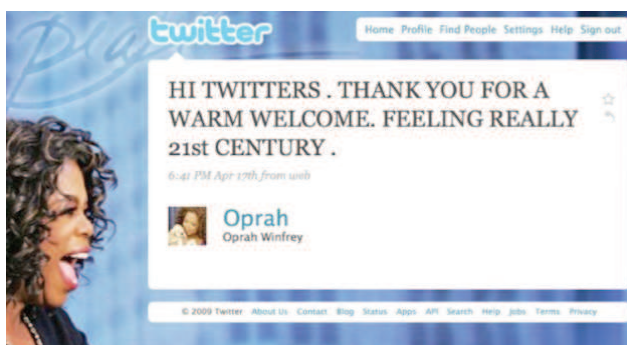 twitter
Home Profile Find People Settings Help Sign out
HI TWITTERS . THANK YOU FOR A
WARM WELCOME. FEELING REALLY
21st CENTURY .
6:41 PM Apr 17th from web
Oprah
Oprah Winfrey
© 2009 Twitter About Us Contact Blog Status Apps API Search Help Jobs Terms Privacy